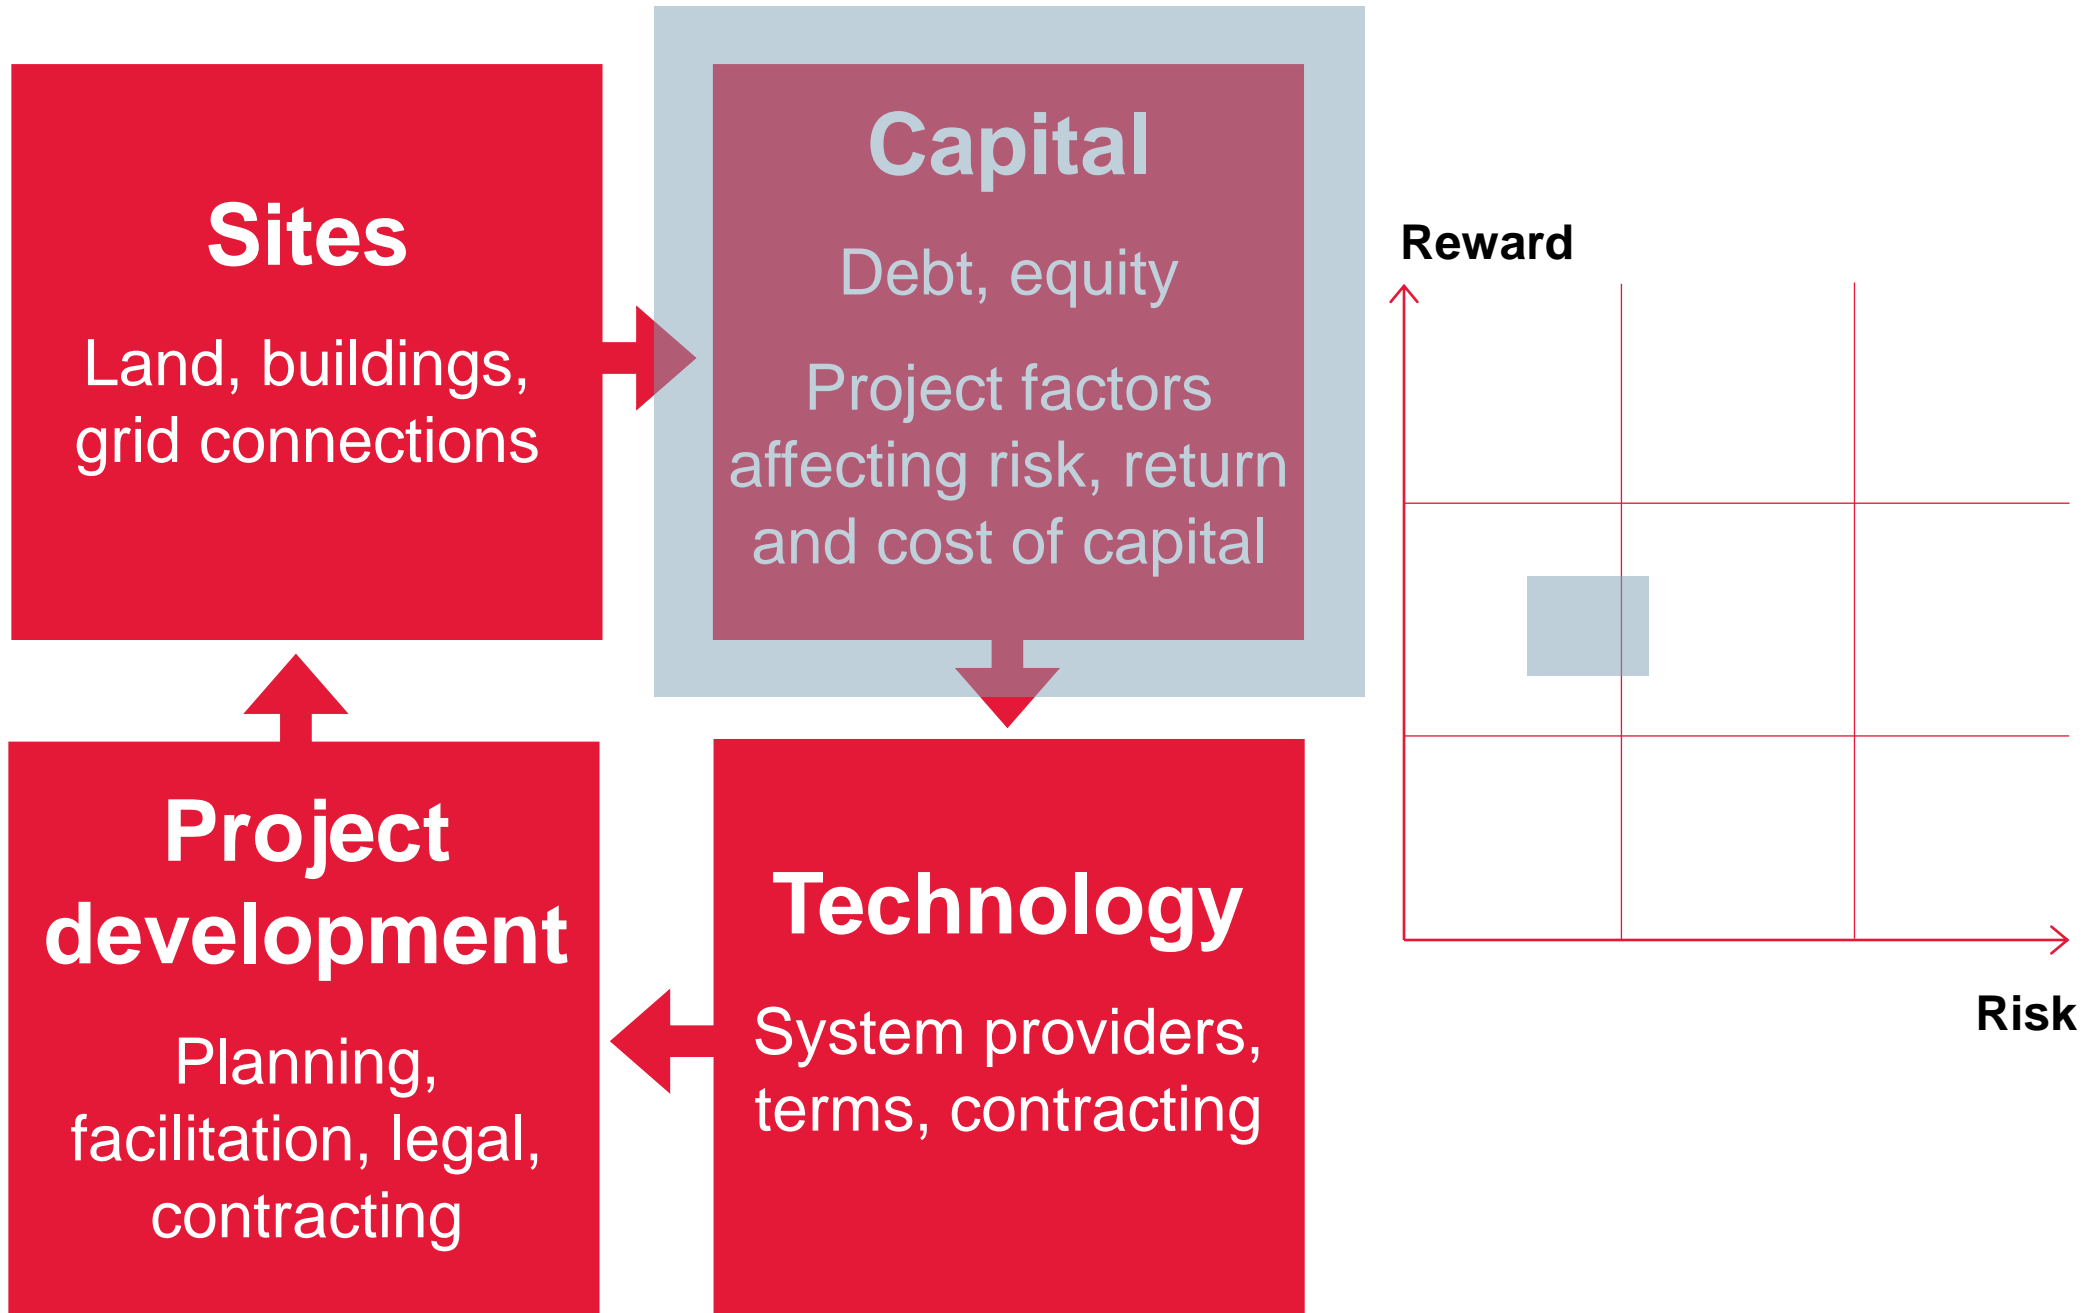 Sites
Land, buildings,
grid connections
Capital
Debt, equity
Project factors
affecting risk, return
and cost of capital
Project
development
Planning,
facilitation, legal,
contracting
Technology
System providers,
terms, contracting
Reward
Risk